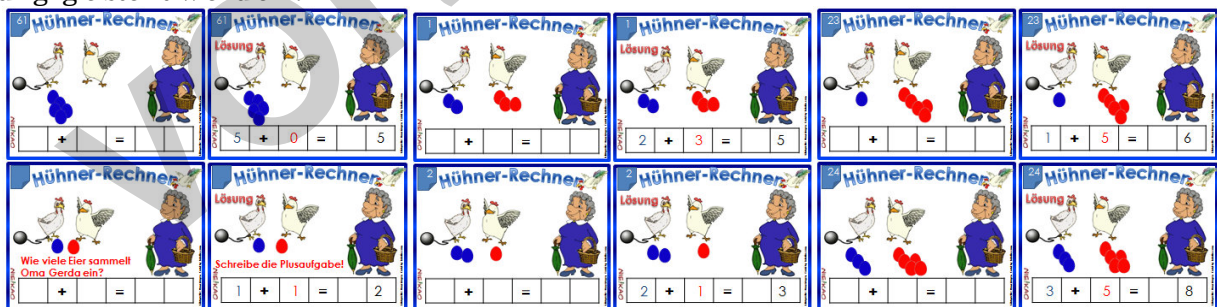 61 Hühner-Rechner
+ =
61 Hühner-Rechner
Lösung
5 + 0 = 5
1 Hühner-Rechner
+ =
1 Hühner-Rechner
Lösung
2 + 3 = 5
23 Hühner-Rechner
+ =
23 Hühner-Rechner
Lösung
1 + 5 = 6
Hühner-Rechner
Wie viele Eier sammelt
Oma Gerda ein?
+ =
Hühner-Rechner
Lösung
Schreibe die Plusaufgabe!
1 + 1 = 2
2 Hühner-Rechner
+ =
2 Hühner-Rechner
Lösung
2 + 1 = 3
24 Hühner-Rechner
+ =
24 Hühner-Rechner
Lösung
3 + 5 = 8